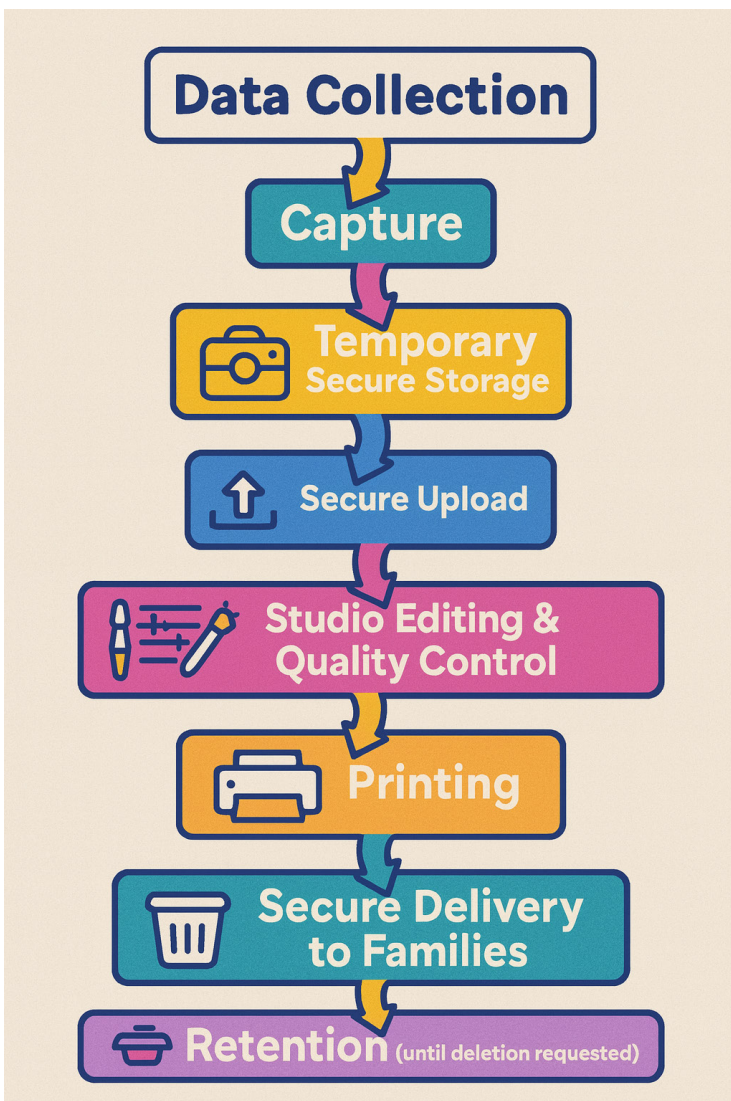 Data Collection
Capture
Temporary
Secure Storage
Secure Upload
Studio Editing &
Quality Control
Printing
Secure Delivery
to Families
Retention (until deletion requested)